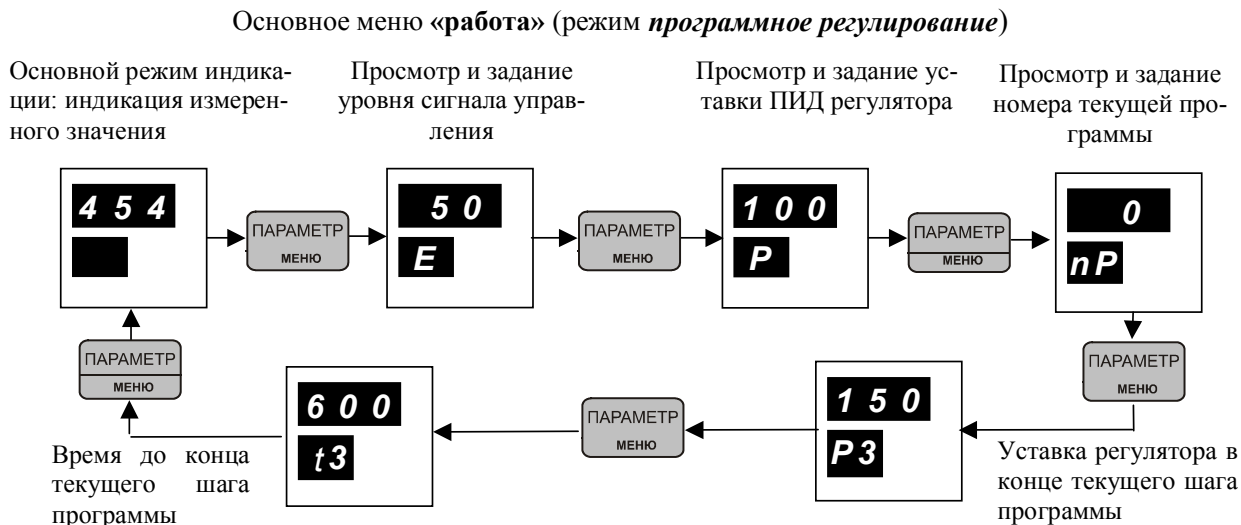 Основное меню «работа» (режим программное регулирование)
Основной режим индика-
ции: индикация измерен-
ного значения
Просмотр и задание
уровня сигнала управ-
ления
Просмотр и задание ус-
тавки ПИД регулятора
Просмотр и задание
номера текущей про-
граммы
4 5 4
ПАРАМЕТР
МЕНЮ
5 0
E
ПАРАМЕТР
МЕНЮ
1 0 0
P
ПАРАМЕТР
МЕНЮ
0
nP
ПАРАМЕТР
МЕНЮ
1 5 0
P3
Уставка регулятора в
конце текущего шага
программы
ПАРАМЕТР
МЕНЮ
6 0 0
t3
Время до конца
текущего шага
программы
ПАРАМЕТР
МЕНЮ